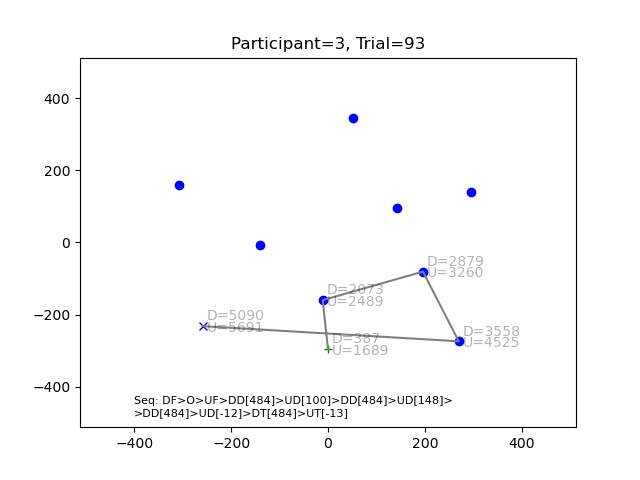 Participant=3, Trial=93
400
200
0
−200
−400
D=2879
U=3260
D=2073
U=2489
D=5090
U=5691
D=3558
U=4525
D=387
U=1689
Seq: DF>O>UF>DD[484]>UD[100]>DD[484]>UD[148]>
>DD[484]>UD[-12]>DT[484]>UT[-13]
−400
−200
0
200
400